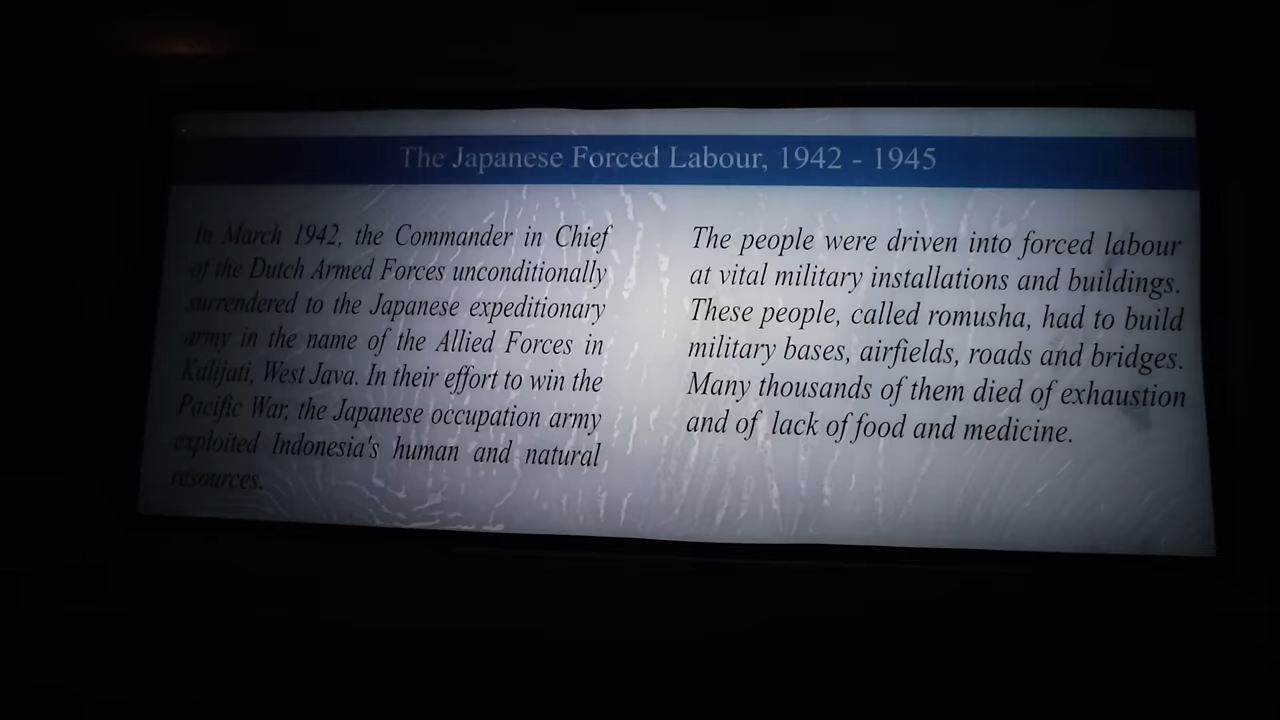 The Japanese Forced Labour, 1942 - 1945
In March 1942, the Commander in Chief
of the Dutch Armed Forces unconditionally
surrendered to the Japanese expeditionary
army in the name of the Allied Forces in
Kalijati, West Java. In their effort to win the
Pacific War, the Japanese occupation army
exploited Indonesia's human and natural
resources.
The people were driven into forced labour
at vital military installations and buildings.
These people, called romusha, had to build
military bases, airfields, roads and bridges.
Many thousands of them died of exhaustion
and of lack of food and medicine.